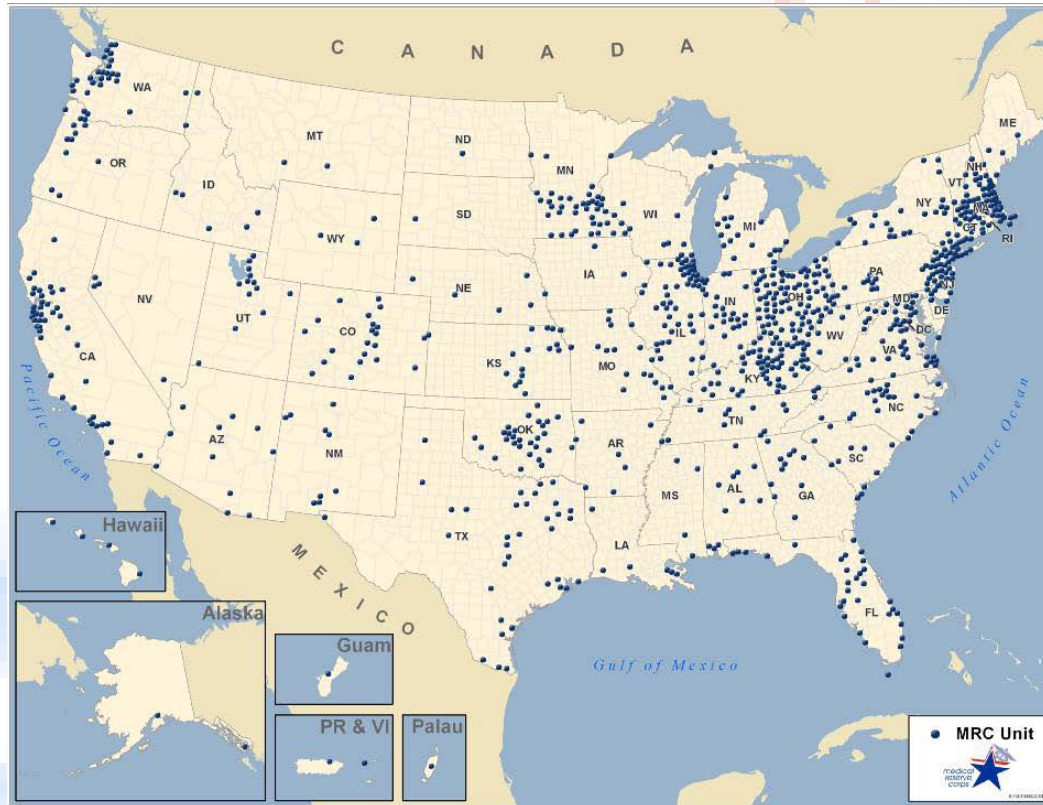 CANADA
WA
MT
ND
MN
ME
OR
ID
SD
WI
MI
VT
NH
NY
MA
CT
RI
WY
IA
NE
PA
NJ
NV
UT
CO
IL
IN
OH
MD
DE
WV
DC
CA
KS
MO
KY
VA
Pacific Ocean
AZ
NM
OK
AR
TN
NC
SC
Atlantic Ocean
MS
AL
GA
TX
LA
FL
MEXICO
Gulf of Mexico
Hawaii
Alaska
Guam
PR & VI
Palau
MRC Unit
medical
reserve
corps